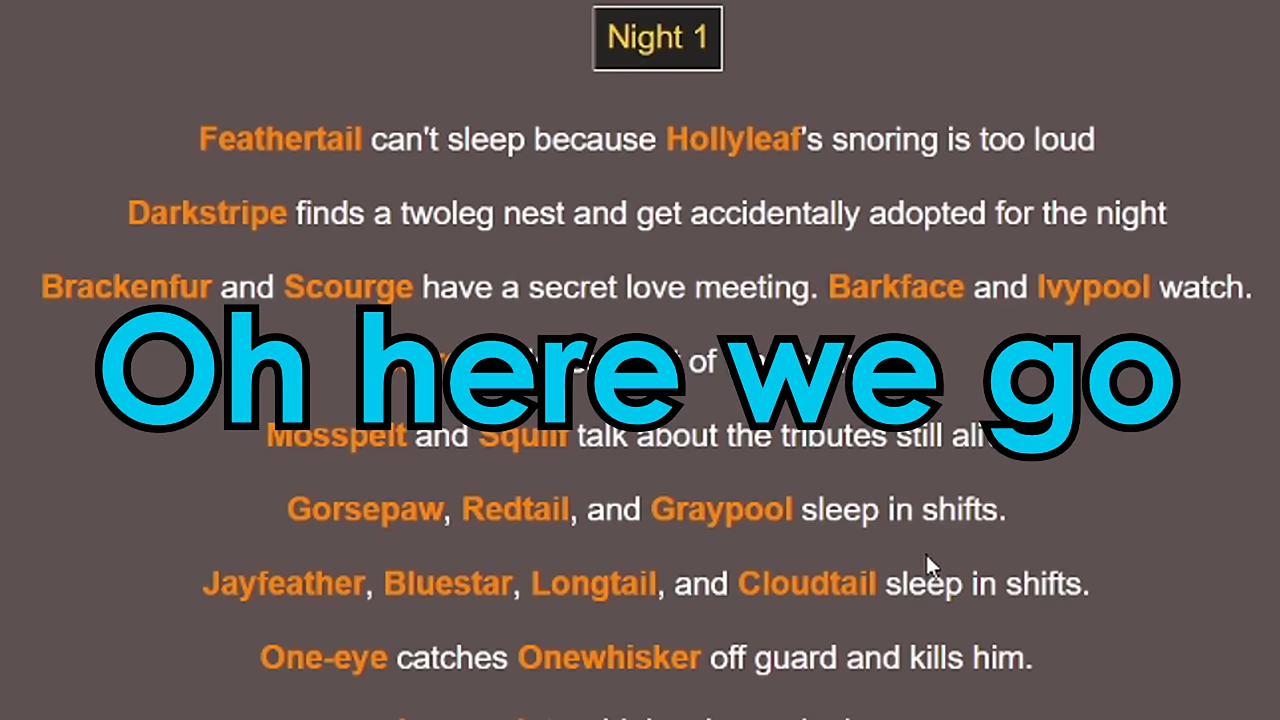 Night 1
Feathertail can't sleep because Hollyleaf's snoring is too loud
Darkstripe finds a twoleg nest and get accidentally adopted for the night
Brackenfur and Scourge have a secret love meeting. Barkface and Ivypool watch.
of
Oh here we go
Mosspelt and Squilf talk about the tributes still
Gorsepaw, Redtail, and Graypool sleep in shifts.
Jayfeather, Bluestar, Longtail, and Cloudtail sleep in shifts.
One-eye catches Onewhisker off guard and kills him.